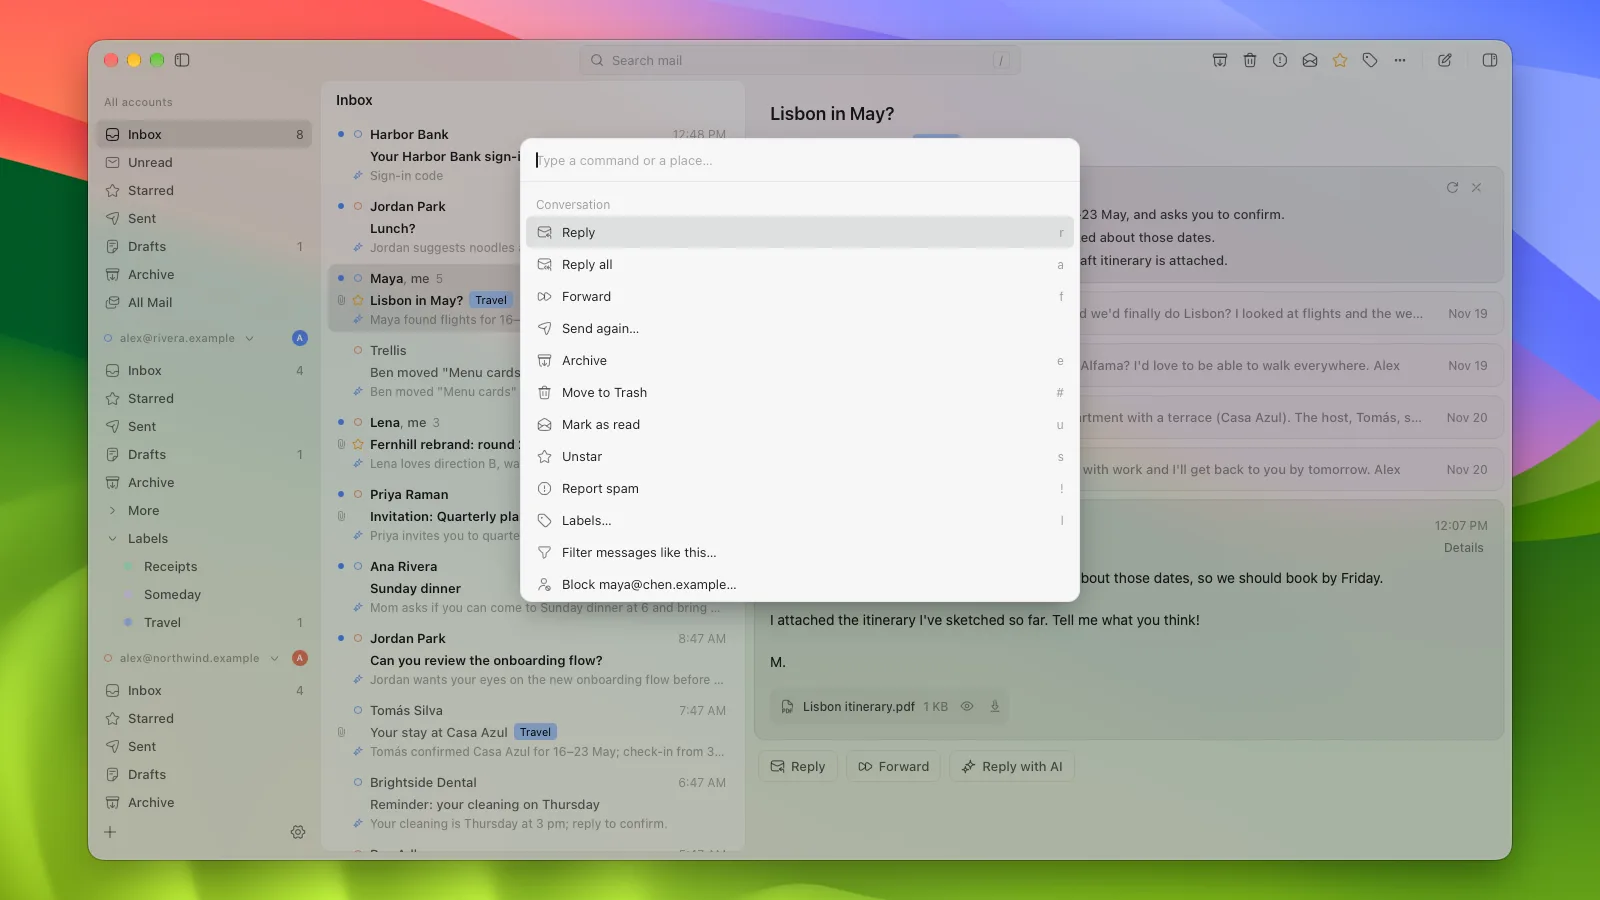 Search mail
/
All accounts
Inbox 8
Unread
Starred
Sent
Drafts 1
Archive
All Mail
alex@rivera.example A
Inbox 4
Starred
Sent
Drafts 1
Archive
More
Labels
Receipts
Someday
Travel 1
alex@northwind.example A
Inbox 4
Starred
Sent
Drafts
Archive
Inbox
Harbor Bank 12:48 PM
Your Harbor Bank sign-i
Sign-in code
Jordan Park
Lunch?
Jordan suggests noodles
Maya, me 5
Lisbon in May? Travel
Maya found flights for 16–
Trellis
Ben moved "Menu cards
Ben moved "Menu cards"
Lena, me 3
Fernhill rebrand: round
Lena loves direction B, wa
Priya Raman
Invitation: Quarterly pla
Priya invites you to quarte
Ana Rivera
Sunday dinner
Mom asks if you can come to Sunday dinner at 6 and bring ...
Jordan Park 8:47 AM
Can you review the onboarding flow?
Jordan wants your eyes on the new onboarding flow before ...
Tomás Silva 7:47 AM
Your stay at Casa Azul Travel
Tomás confirmed Casa Azul for 16–23 May; check-in from 3...
Brightside Dental 6:47 AM
Reminder: your cleaning on Thursday
Your cleaning is Thursday at 3 pm; reply to confirm.
Type a command or a place...
Conversation
Reply r
Reply all a
Forward f
Send again...
Archive e
Move to Trash #
Mark as read u
Unstar s
Report spam !
Labels... l
Filter messages like this...
Block maya@chen.example...
Lisbon in May?
–23 May, and asks you to confirm.
ed about those dates.
aft itinerary is attached.
d we'd finally do Lisbon? I looked at flights and the we... Nov 19
Alfama? I'd love to be able to walk everywhere. Alex Nov 19
rtment with a terrace (Casa Azul). The host, Tomás, s... Nov 20
with work and I'll get back to you by tomorrow. Alex Nov 20
12:07 PM
Details
bout those dates, so we should book by Friday.
I attached the itinerary I've sketched so far. Tell me what you think!
M.
PDF Lisbon itinerary.pdf 1 KB
Reply
Forward
Reply with AI